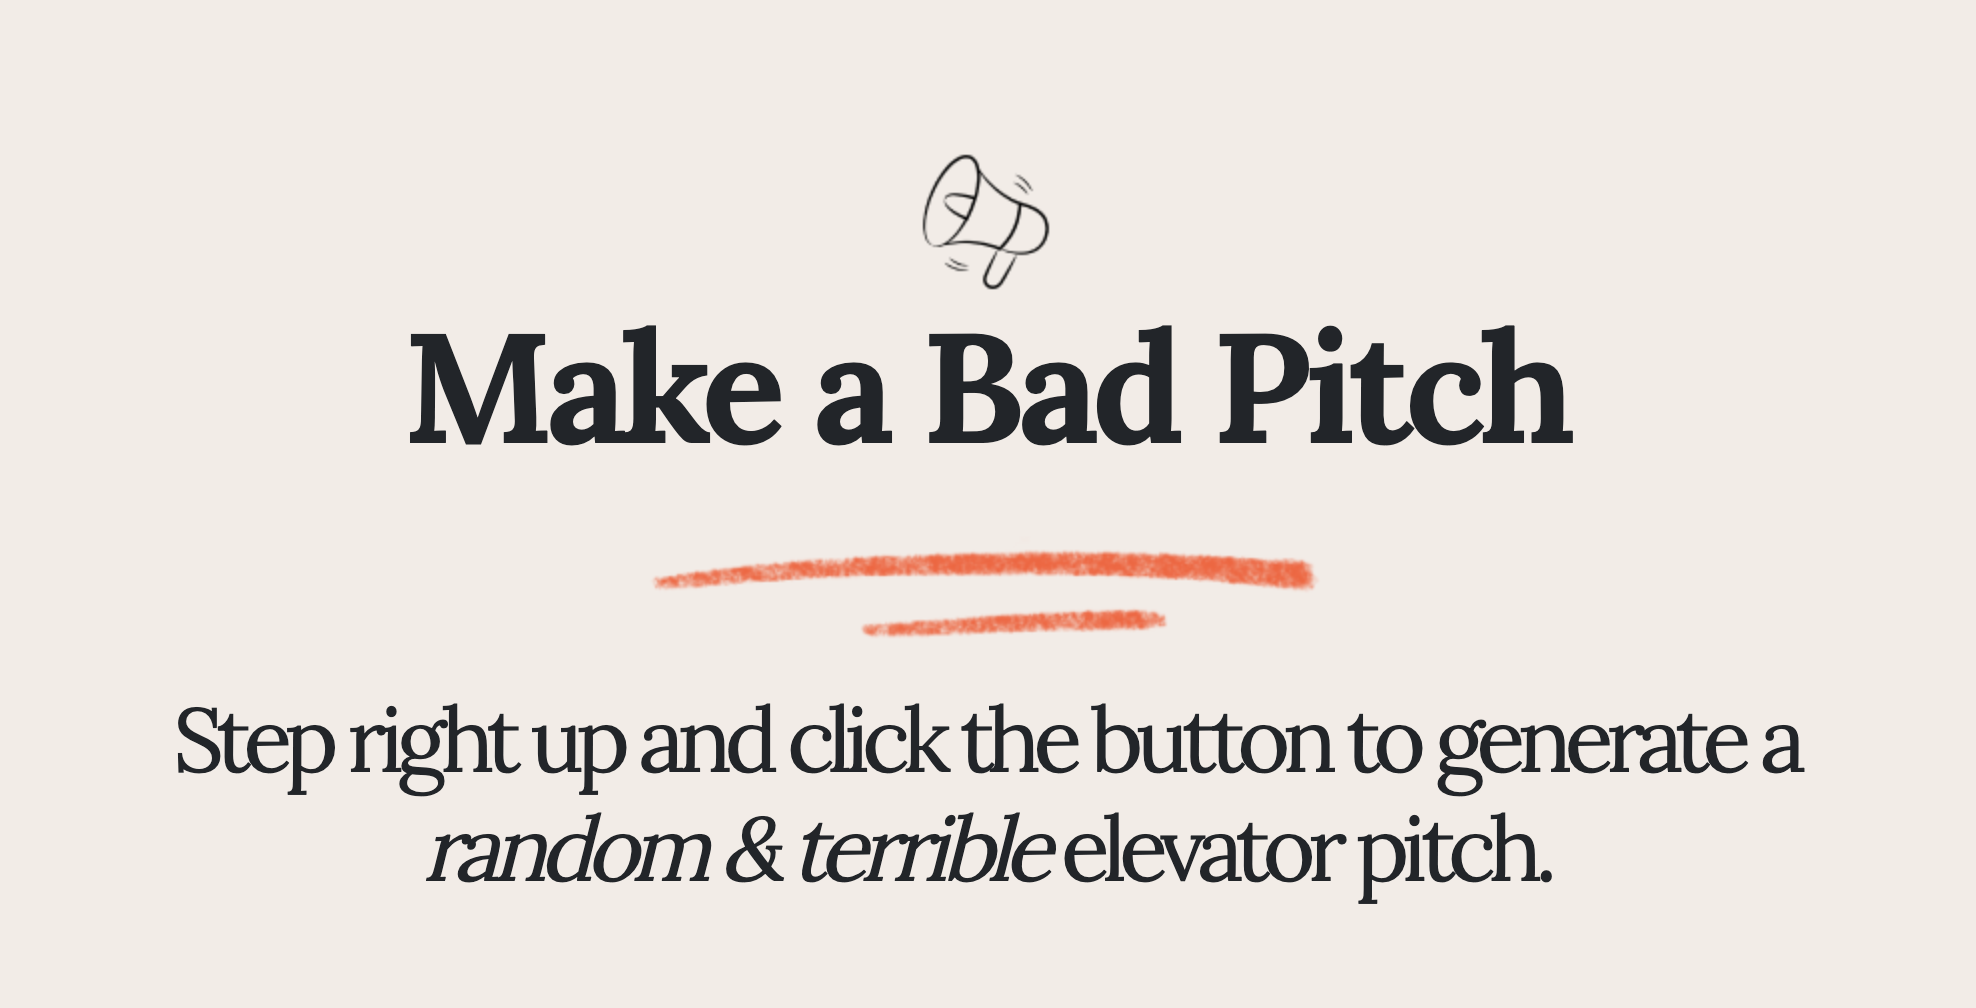 Make a Bad Pitch
Step right up and click the button to generate a
random & terrible elevator pitch.